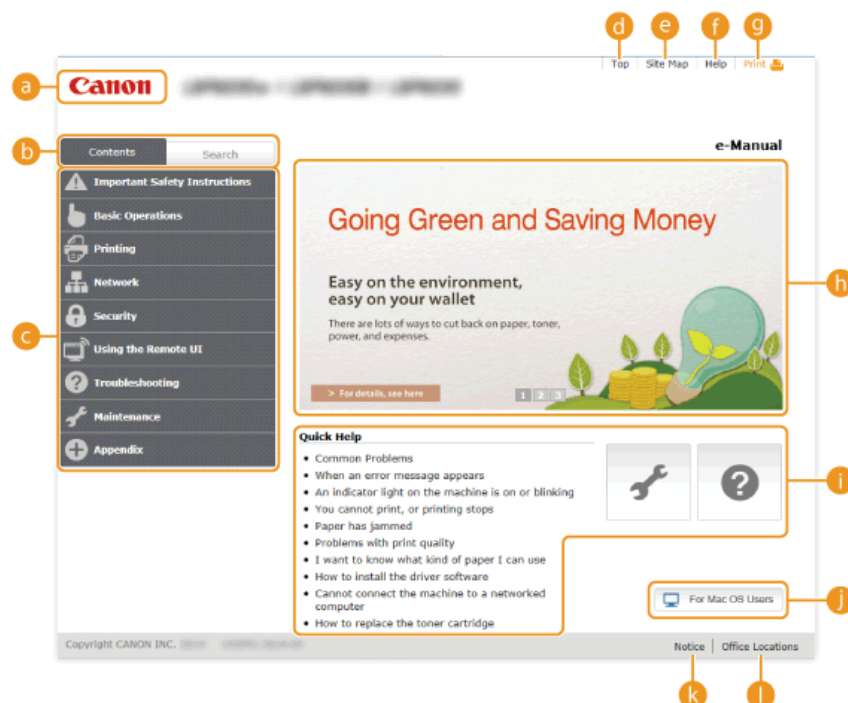 d e f g
Top Site Map Help Print
a Canon
e-Manual
b Contents Search
Important Safety Instructions
Basic Operations
Printing
Network
Security
Using the Remote UI
Troubleshooting
Maintenance
Appendix
c
Going Green and Saving Money
Easy on the environment,
easy on your wallet
There are lots of ways to cut back on paper, toner,
power, and expenses.
> For details, see here
1 2 3
h
Quick Help
• Common Problems
• When an error message appears
• An indicator light on the machine is on or blinking
• You cannot print, or printing stops
• Paper has jammed
• Problems with print quality
• I want to know what kind of paper I can use
• How to install the driver software
• Cannot connect the machine to a networked
computer
• How to replace the toner cartridge
i
For Mac OS Users j
Copyright CANON INC.
Notice Office Locations
k l